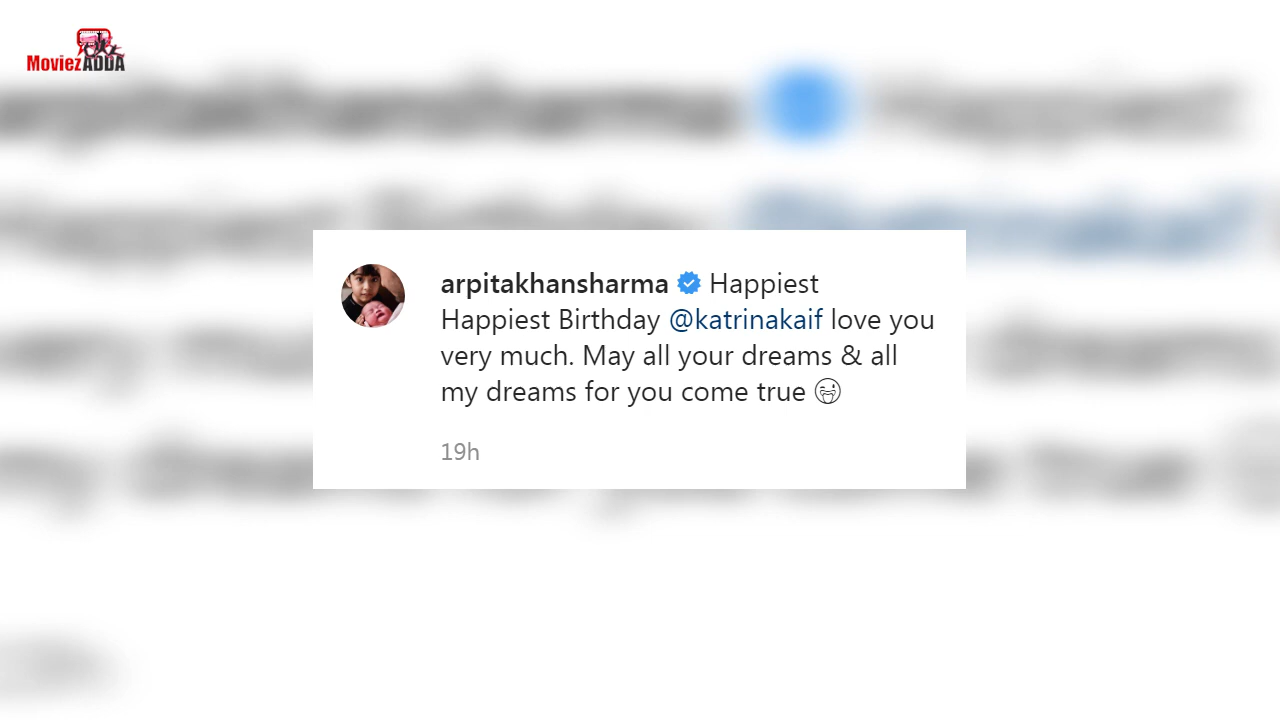 MoviezADDA
arpitakhansharma Happiest
Happiest Birthday @katrinakaif love you
very much. May all your dreams & all
my dreams for you come true 😅
19h